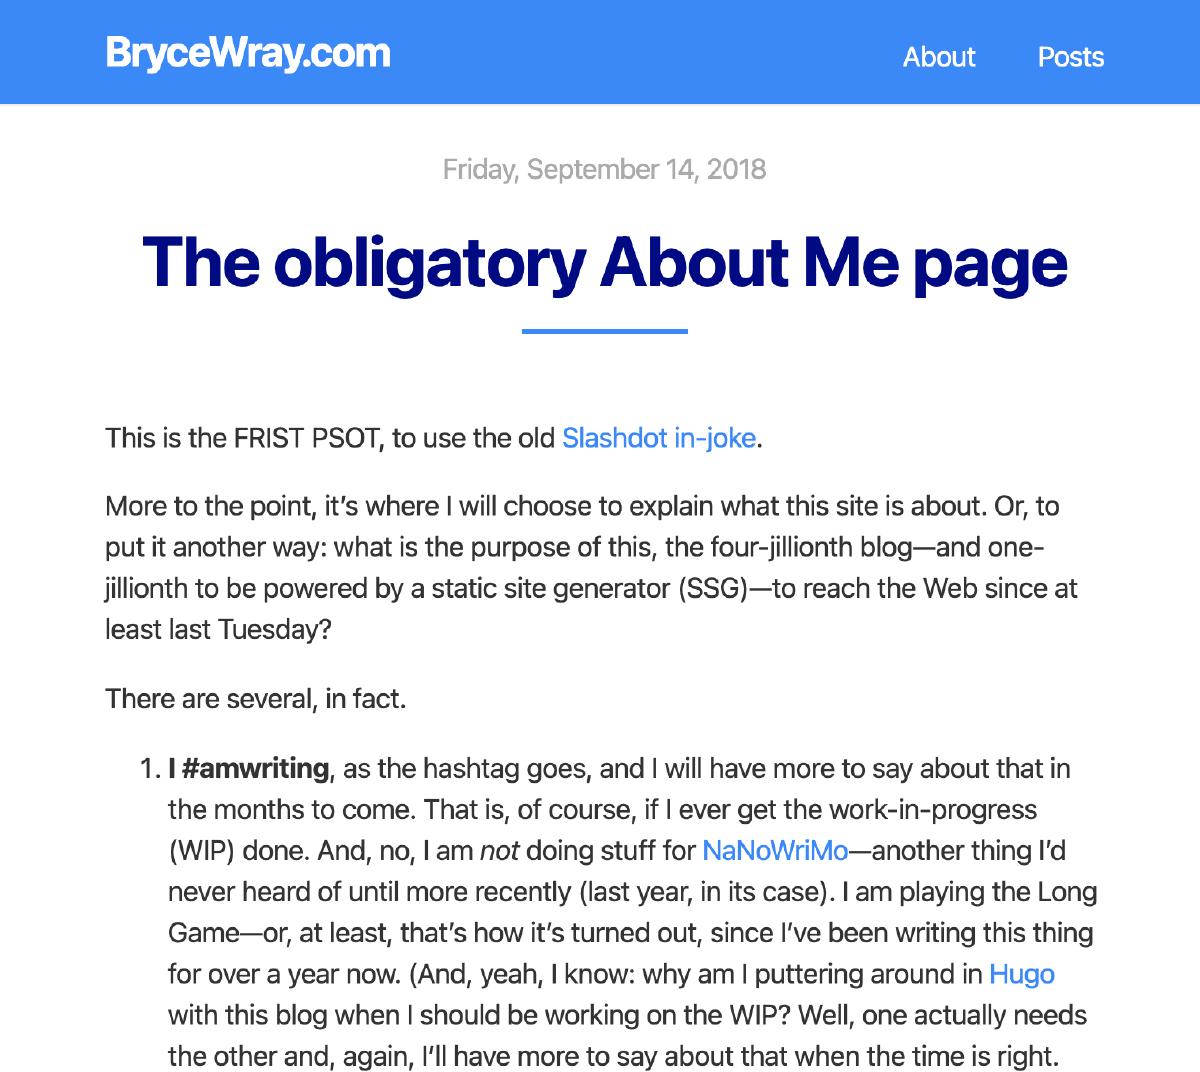 BryceWray.com
About
Posts
Friday, September 14, 2018
The obligatory About Me page
This is the FRIST PSOT, to use the old Slashdot in-joke.
More to the point, it’s where I will choose to explain what this site is about. Or, to
put it another way: what is the purpose of this, the four-jillionth blog—and one-
jillionth to be powered by a static site generator (SSG)—to reach the Web since at
least last Tuesday?
There are several, in fact.
1. I #amwriting, as the hashtag goes, and I will have more to say about that in
the months to come. That is, of course, if I ever get the work-in-progress
(WIP) done. And, no, I am not doing stuff for NaNoWriMo—another thing I’d
never heard of until more recently (last year, in its case). I am playing the Long
Game—or, at least, that’s how it’s turned out, since I’ve been writing this thing
for over a year now. (And, yeah, I know: why am I puttering around in Hugo
with this blog when I should be working on the WIP? Well, one actually needs
the other and, again, I’ll have more to say about that when the time is right.